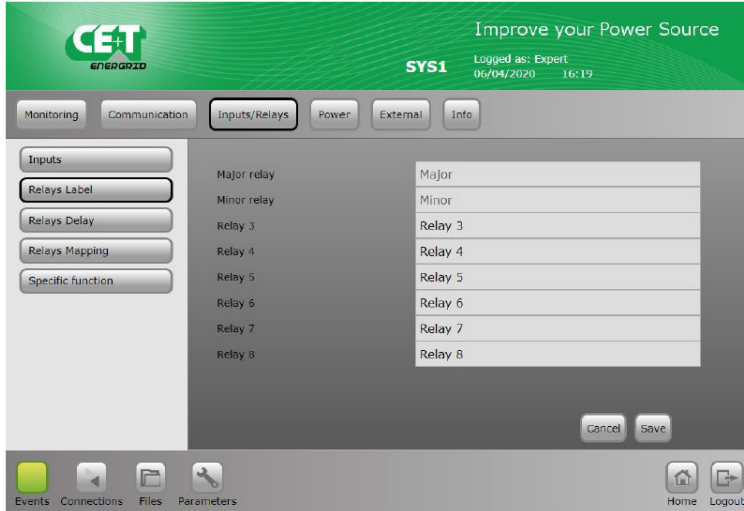 CE+T
ENERGRID
Improve your Power Source
SYS1
Logged as: Expert
06/04/2020 16:19
Monitoring
Communication
Inputs/Relays
Power
External
Info
Inputs
Relays Label
Relays Delay
Relays Mapping
Specific function
Major relay Major
Minor relay Minor
Relay 3 Relay 3
Relay 4 Relay 4
Relay 5 Relay 5
Relay 6 Relay 6
Relay 7 Relay 7
Relay 8 Relay 8
Cancel Save
Events Connections Files Parameters Home Logout